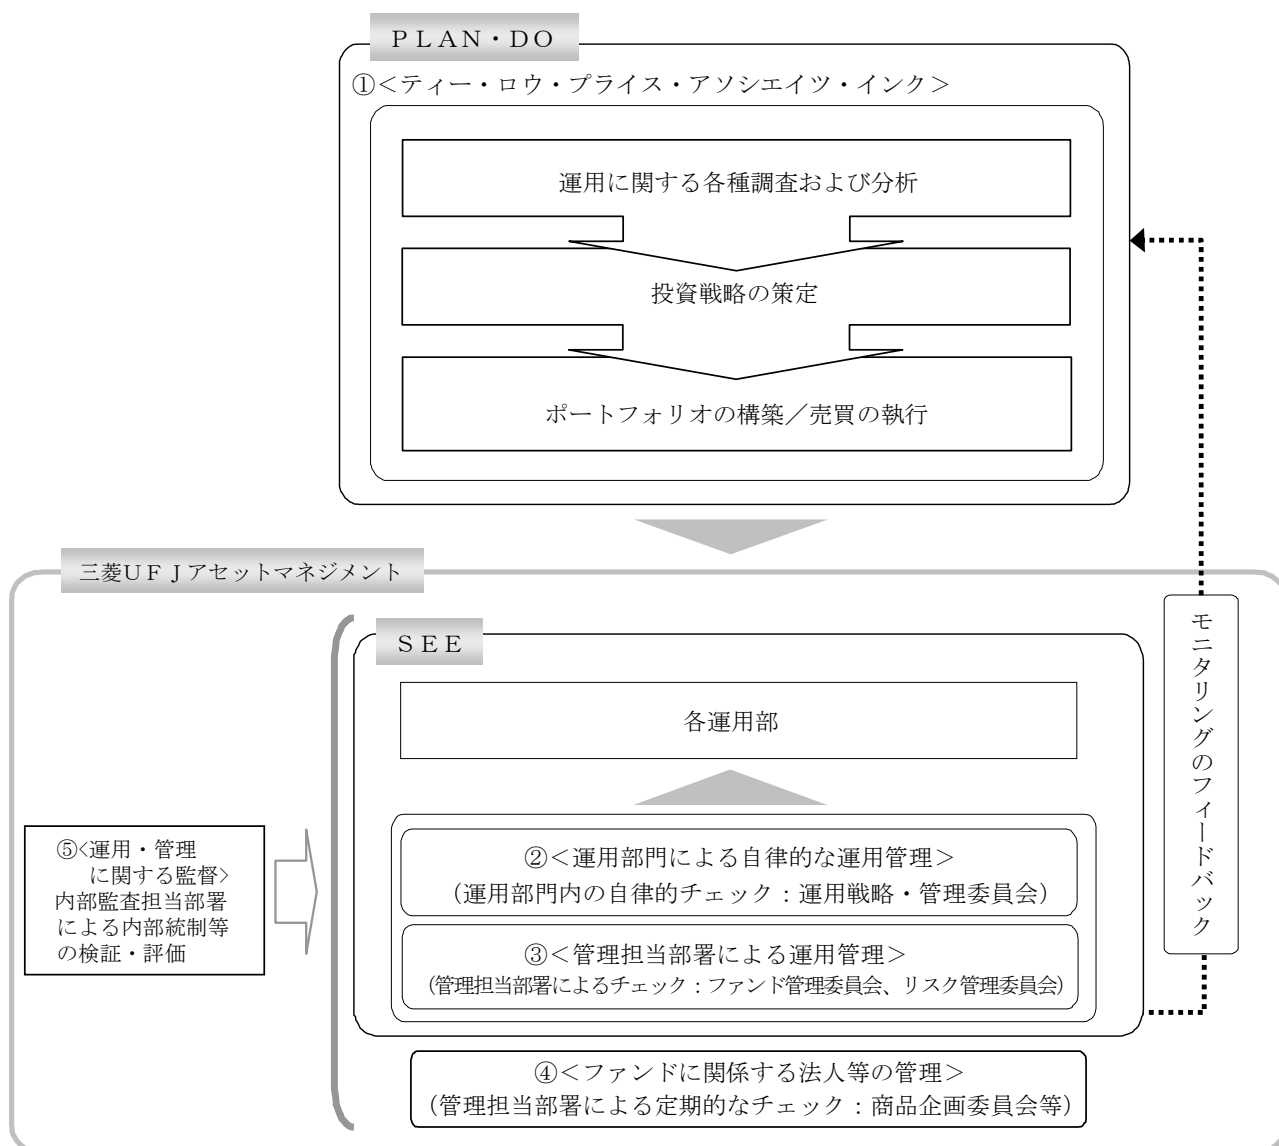 ＰＬＡＮ・ＤＯ
①＜ティー・ロウ・プライス・アソシエイツ・インク＞
運用に関する各種調査および分析
投資戦略の策定
ポートフォリオの構築／売買の執行
三菱ＵＦＪアセットマネジメント
ＳＥＥ
各運用部
②＜運用部門による自律的な運用管理＞
（運用部門内の自律的チェック：運用戦略・管理委員会）
③＜管理担当部署による運用管理＞
（管理担当部署によるチェック：ファンド管理委員会、リスク管理委員会）
④＜ファンドに関係する法人等の管理＞
（管理担当部署による定期的なチェック：商品企画委員会等）
⑤<運用・管理
に関する監督>
内部監査担当部署
による内部統制等
の検証・評価
モニタリングのフィードバック